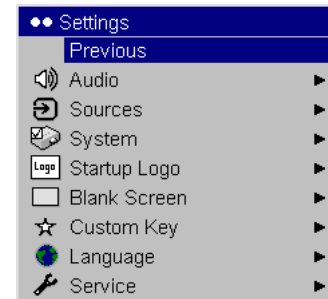 Settings
Previous
Audio
Sources
System
Logo Startup Logo
Blank Screen
Custom Key
Language
Service